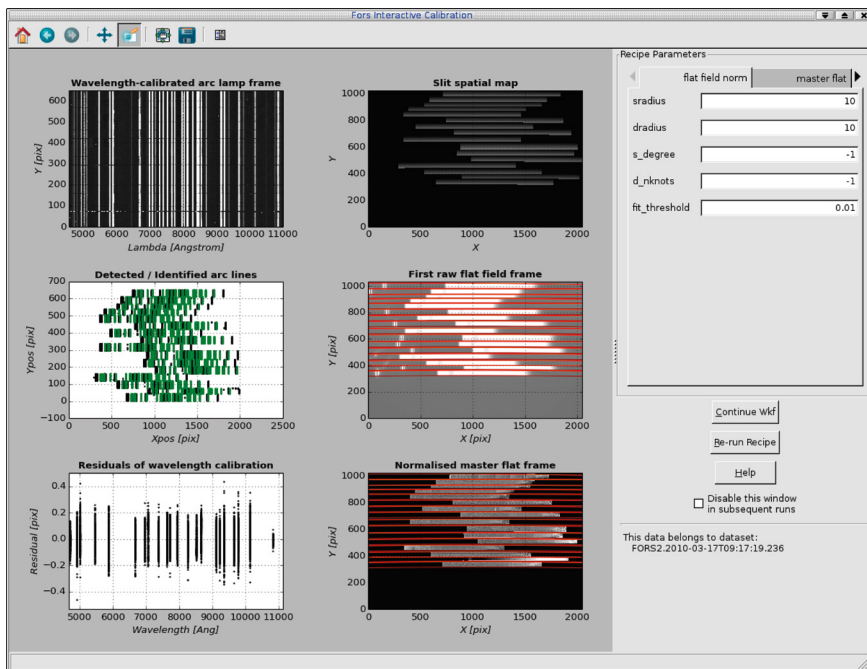 Fors Interactive Calibration
Wavelength-calibrated arc lamp frame
600
500
400
300
200
100
0
Y [pix]
5000 6000 7000 8000 9000 10000 11000
Lambda [Angstrom]
Slit spatial map
1000
800
600
400
200
0
Y
0 500 1000 1500 2000
X
Detected / Identified arc lines
700
600
500
400
300
200
100
0
−100
Ypos [pix]
0 500 1000 1500 2000 2500
Xpos [pix]
First raw flat field frame
1000
800
600
400
200
0
Y [pix]
0 500 1000 1500 2000
X [pix]
Residuals of wavelength calibration
0.4
0.2
0.0
−0.2
−0.4
Residual [pix]
5000 6000 7000 8000 9000 10000 11000
Wavelength [Ang]
Normalised master flat frame
1000
800
600
400
200
0
Y [pix]
0 500 1000 1500 2000
X [pix]
Recipe Parameters
flat field norm master flat
sradius 10
dradius 10
s_degree -1
d_nknots -1
fit_threshold 0.01
Continue Wkf
Re-run Recipe
Help
Disable this window
in subsequent runs
This data belongs to dataset:
FORS2.2010-03-17T09:17:19.236